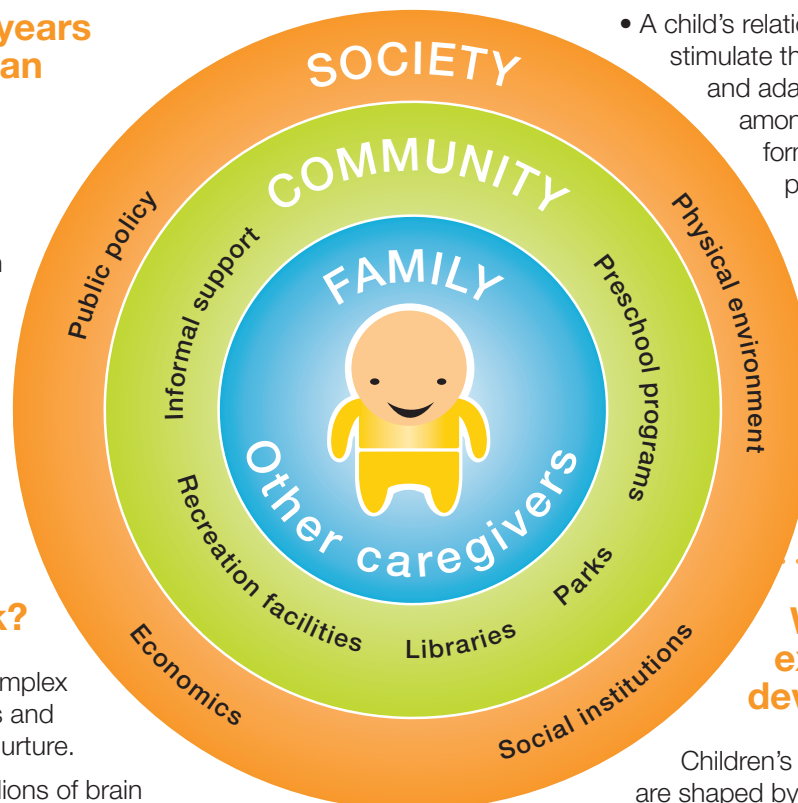 years
an
• A child’s relatio
stimulate th
and ada
amon
for
p
SOCIETY
COMMUNITY
FAMILY
Other caregivers
Public policy
Informal support
Preschool programs
Physical environment
Recreation facilities
Libraries
Parks
Economics
Social institutions
k?
mplex
s and
urture.
lions of brain
ex
dev
Children’s
are shaped by